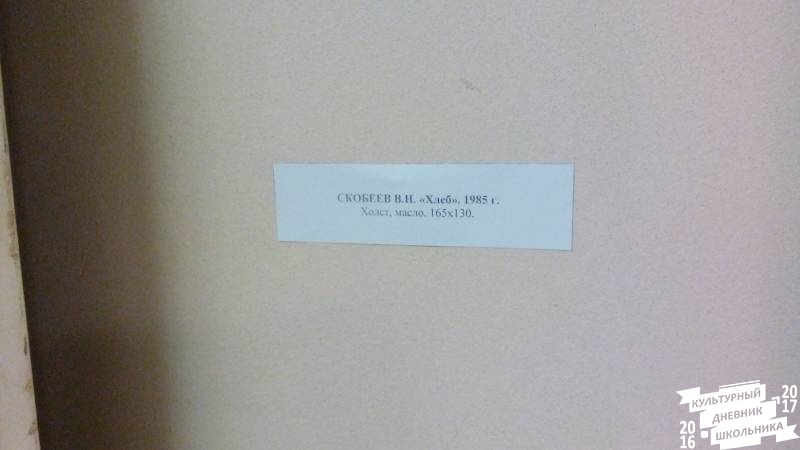 СКОБЕЕВ В.Н. «Хлеб». 1985 г.
Холст, масло. 165х130.
КУЛЬТУРНЫЙ
ДНЕВНИК
ШКОЛЬНИКА
2016
2017